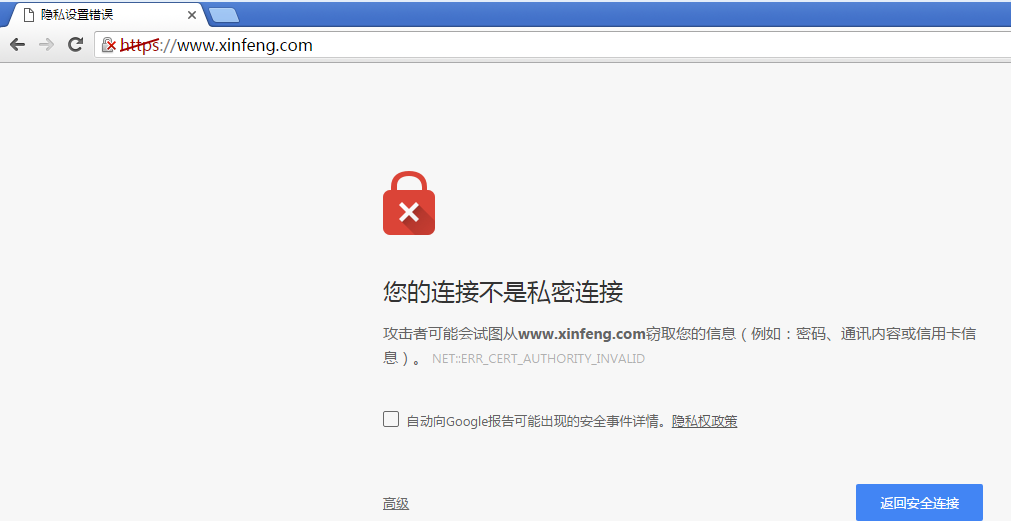 隐私设置错误
https://www.xinfeng.com
您的连接不是私密连接
攻击者可能会试图从www.xinfeng.com窃取您的信息（例如：密码、通讯内容或信用卡信
息）。 NET::ERR_CERT_AUTHORITY_INVALID
自动向Google报告可能出现的安全事件详情。隐私权政策
高级
返回安全连接